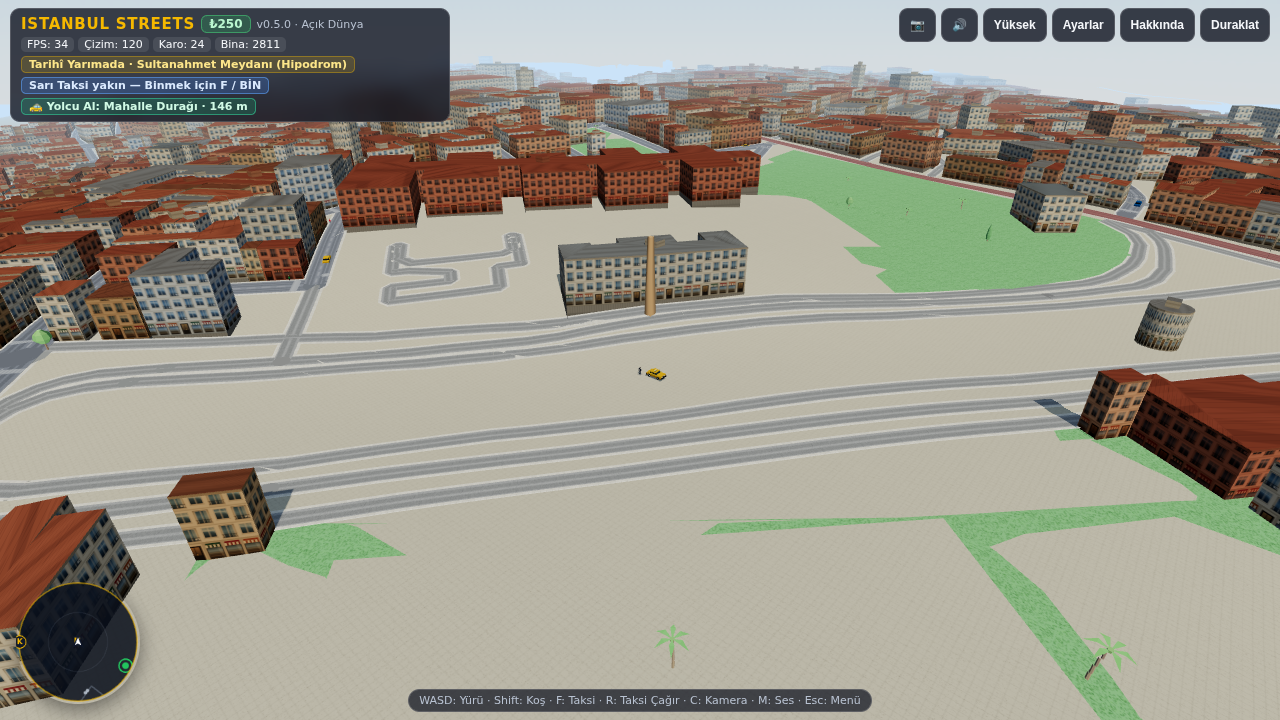 ISTANBUL STREETS ₺250 v0.5.0 · Açık Dünya
FPS: 34 Çizim: 120 Karo: 24 Bina: 2811
Tarihî Yarımada · Sultanahmet Meydanı (Hipodrom)
Sarı Taksi yakın — Binmek için F / BİN
🚕 Yolcu Al: Mahalle Durağı · 146 m
📷 🔊 Yüksek Ayarlar Hakkında Duraklat
K
WASD: Yürü · Shift: Koş · F: Taksi · R: Taksi Çağır · C: Kamera · M: Ses · Esc: Menü